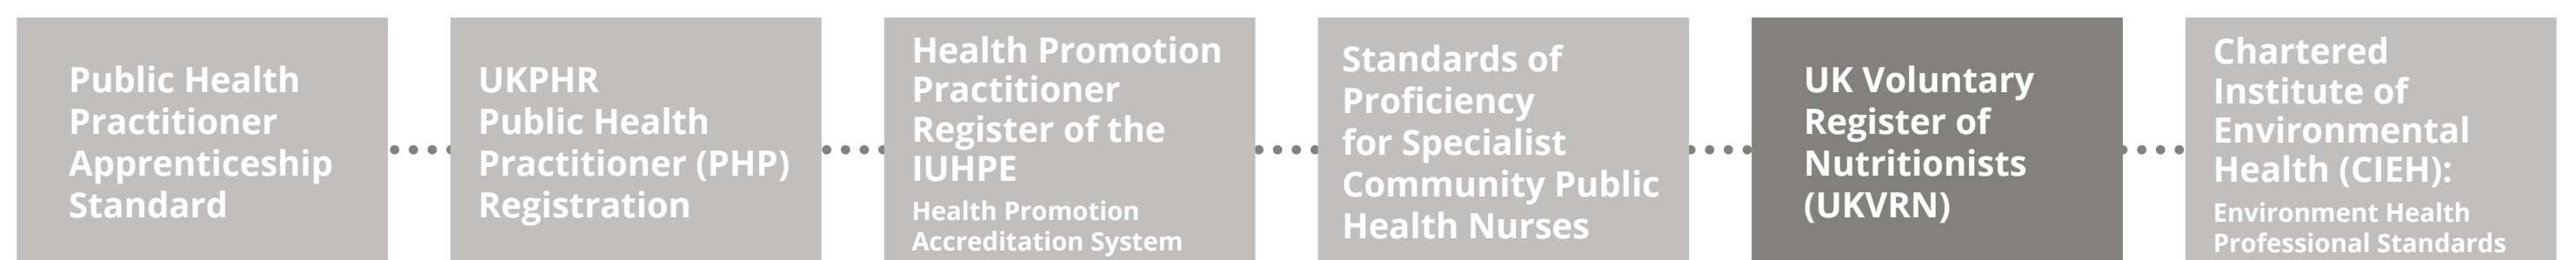 Public Health
Practitioner
Apprenticeship
Standard
UKPHR
Public Health
Practitioner (PHP)
Registration
Health Promotion
Practitioner
Register of the
IUHPE
Health Promotion
Accreditation System
Standards of
Proficiency
for Specialist
Community Public
Health Nurses
UK Voluntary
Register of
Nutritionists
(UKVRN)
Chartered
Institute of
Environmental
Health (CIEH):
Environment Health
Professional Standards